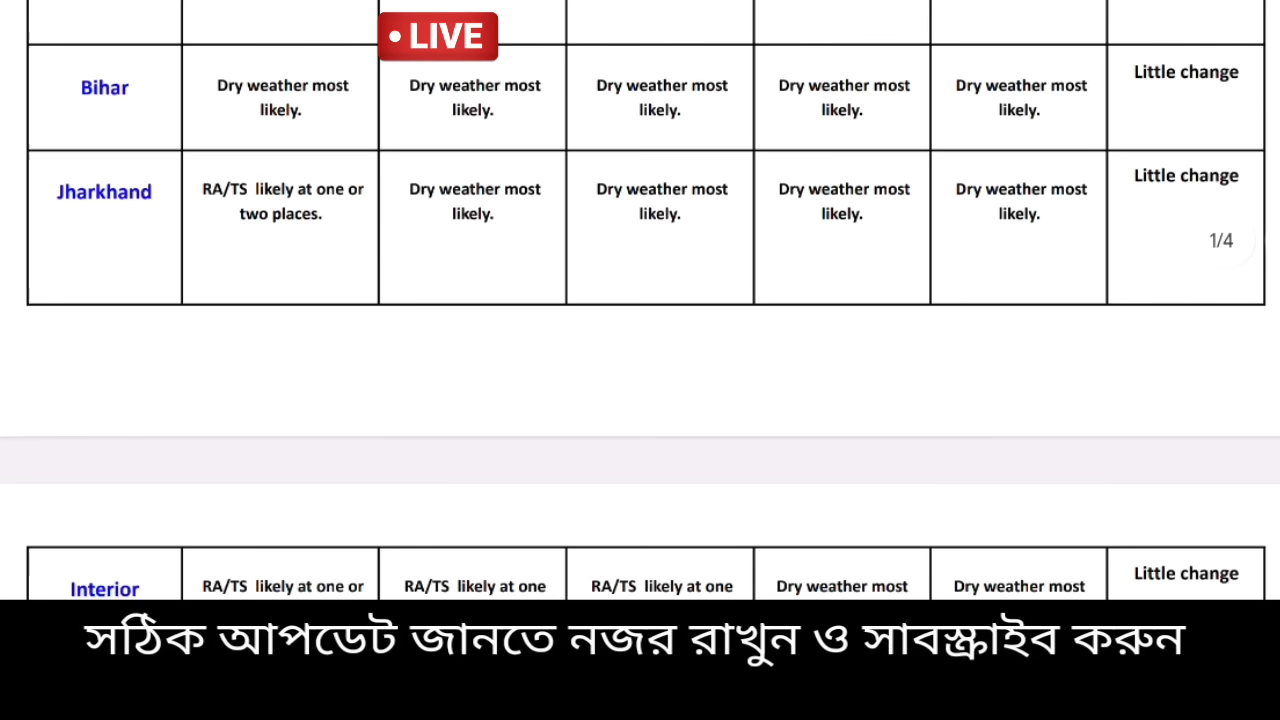 • LIVE
Bihar
Dry weather most
likely.
Dry weather most
likely.
Dry weather most
likely.
Dry weather most
likely.
Dry weather most
likely.
Little change
Jharkhand
RA/TS likely at one or
two places.
Dry weather most
likely.
Dry weather most
likely.
Dry weather most
likely.
Dry weather most
likely.
Little change
1/4
Interior
RA/TS likely at one or
RA/TS likely at one
RA/TS likely at one
Dry weather most
Dry weather most
Little change
সঠিক আপডেট জানতে নজর রাখুন ও সাবস্ক্রাইব করুন